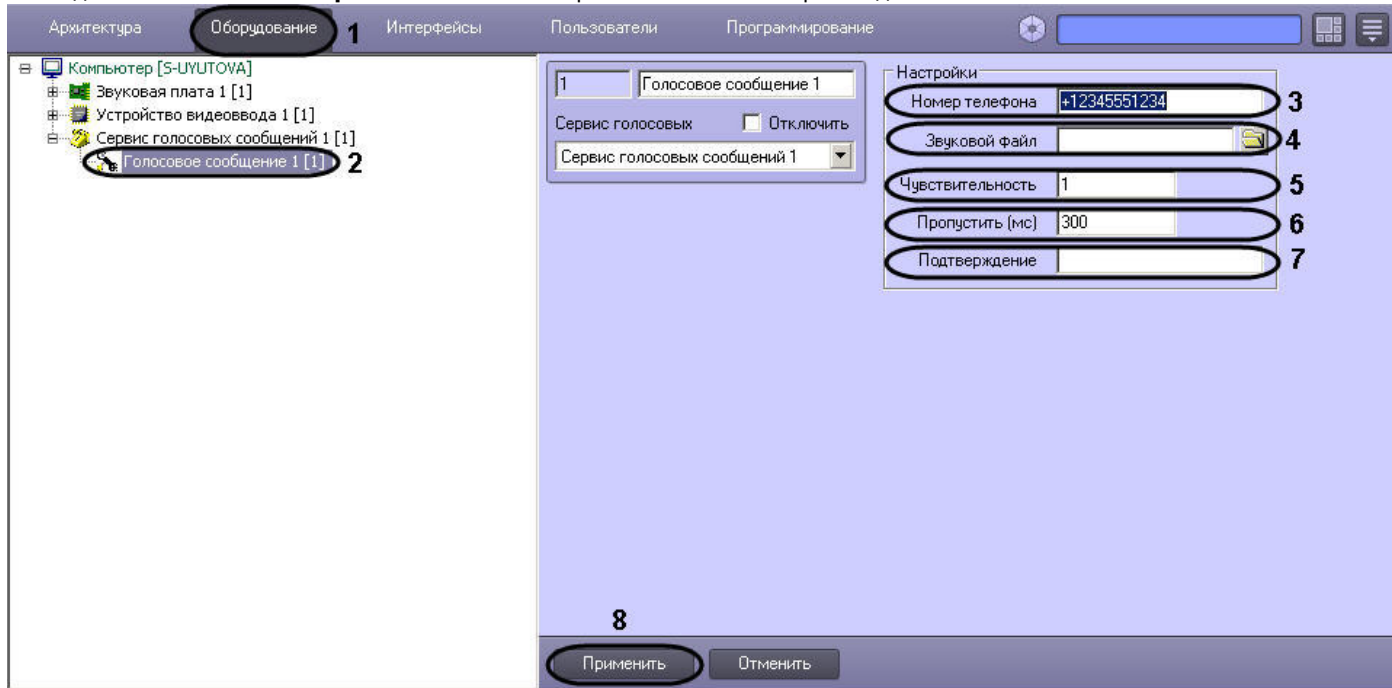 Архитектура Оборудование 1 Интерфейсы Пользователи Программирование
Компьютер [S-UYUTOVA]
Звуковая плата 1 [1]
Устройство видеоввода 1 [1]
Сервис голосовых сообщений 1 [1]
Голосовое сообщение 1 [1] 2
1 Голосовое сообщение 1
Сервис голосовых Отключить
Сервис голосовых сообщений 1
Настройки
Номер телефона +12345551234 3
Звуковой файл 4
Чувствительность 1 5
Пропустить (мс) 300 6
Подтверждение 7
8
Применить Отменить